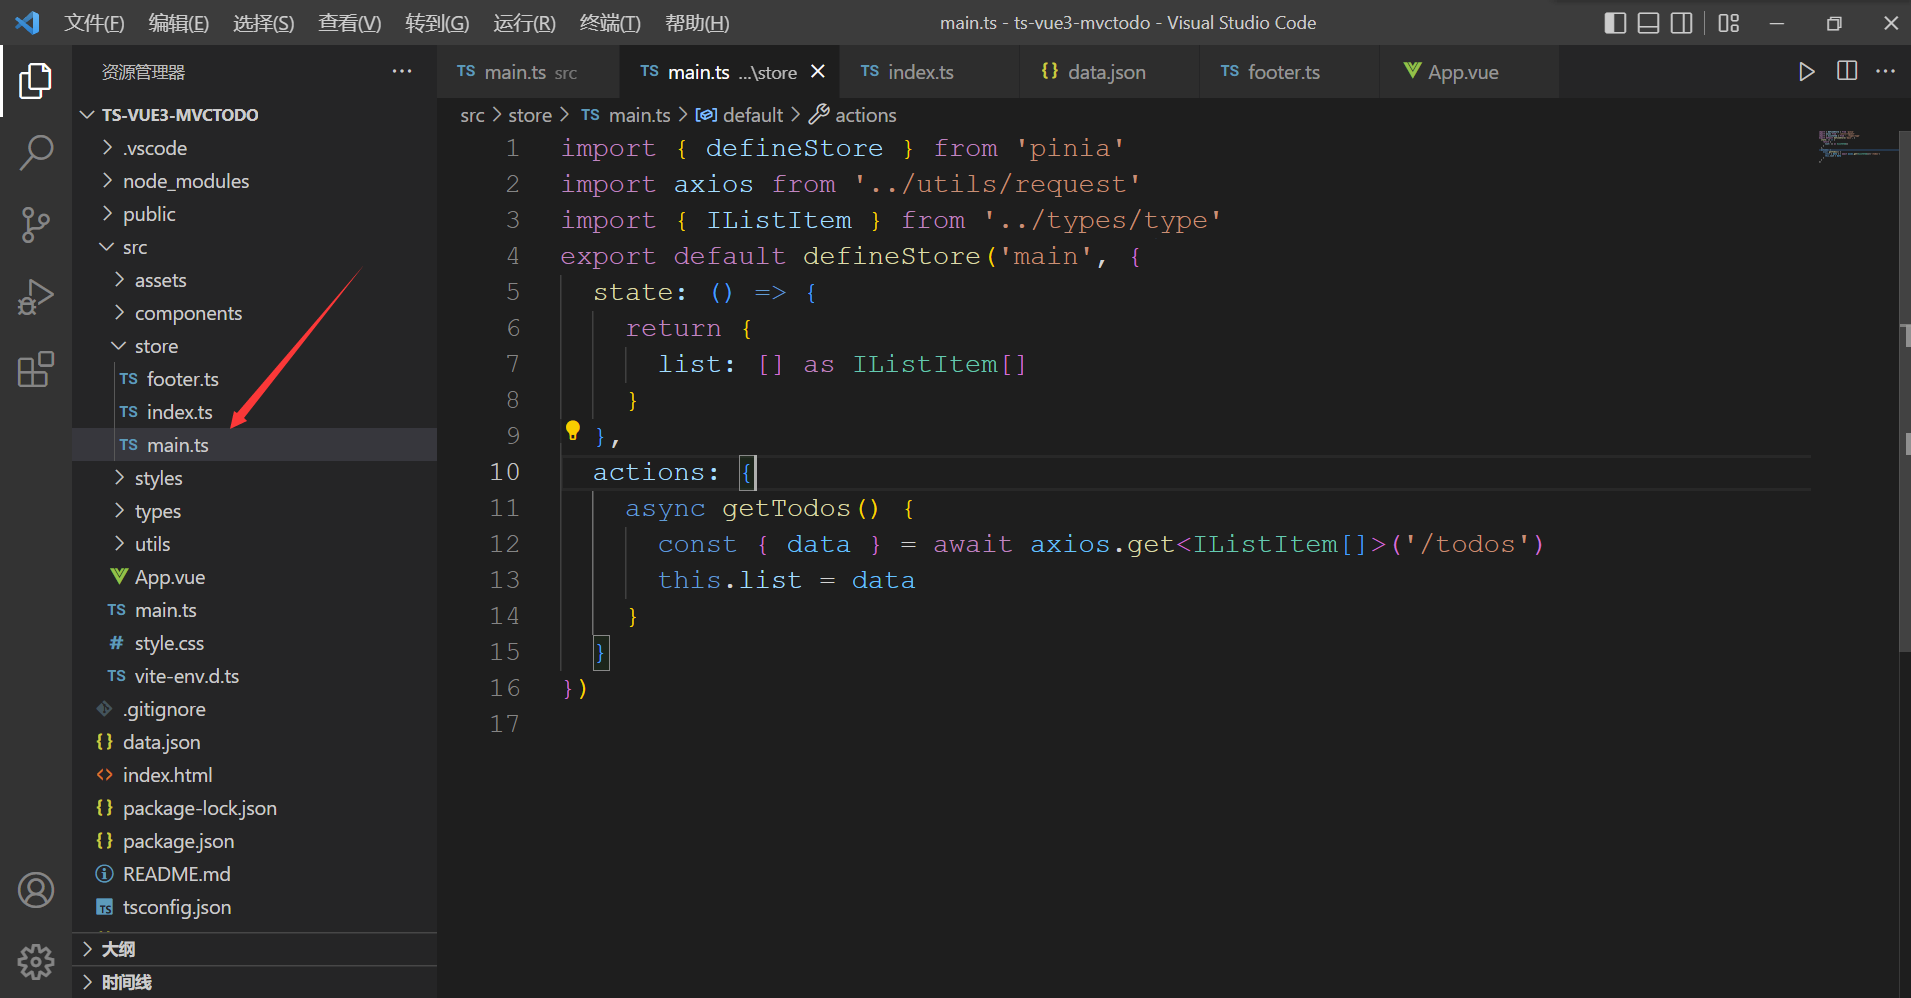 文件(F) 编辑(E) 选择(S) 查看(V) 转到(G) 运行(R) 终端(T) 帮助(H) main.ts - ts-vue3-mvctodo - Visual Studio Code
资源管理器 ···
TS-VUE3-MVCTODO
.vscode
node_modules
public
src
assets
components
store
TS footer.ts
TS index.ts
TS main.ts
styles
types
utils
App.vue
TS main.ts
# style.css
TS vite-env.d.ts
.gitignore
{} data.json
<> index.html
{} package-lock.json
{} package.json
README.md
TS tsconfig.json
大纲
时间线
TS main.ts src TS main.ts ...\store TS index.ts {} data.json TS footer.ts App.vue
src > store > TS main.ts > default > actions
1 import { defineStore } from 'pinia'
2 import axios from '../utils/request'
3 import { IListItem } from '../types/type'
4 export default defineStore('main', {
5 state: () => {
6 return {
7 list: [] as IListItem[]
8 }
9 },
10 actions: {
11 async getTodos() {
12 const { data } = await axios.get<IListItem[]>('/todos')
13 this.list = data
14 }
15 }
16 })
17